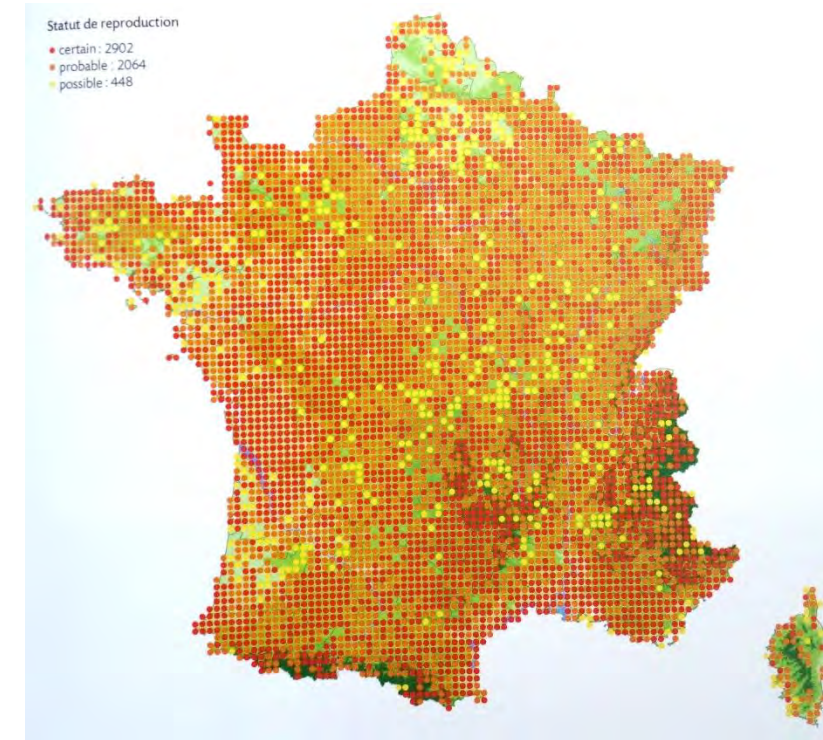 Statut de reproduction
certain : 2902
probable : 2064
possible : 448